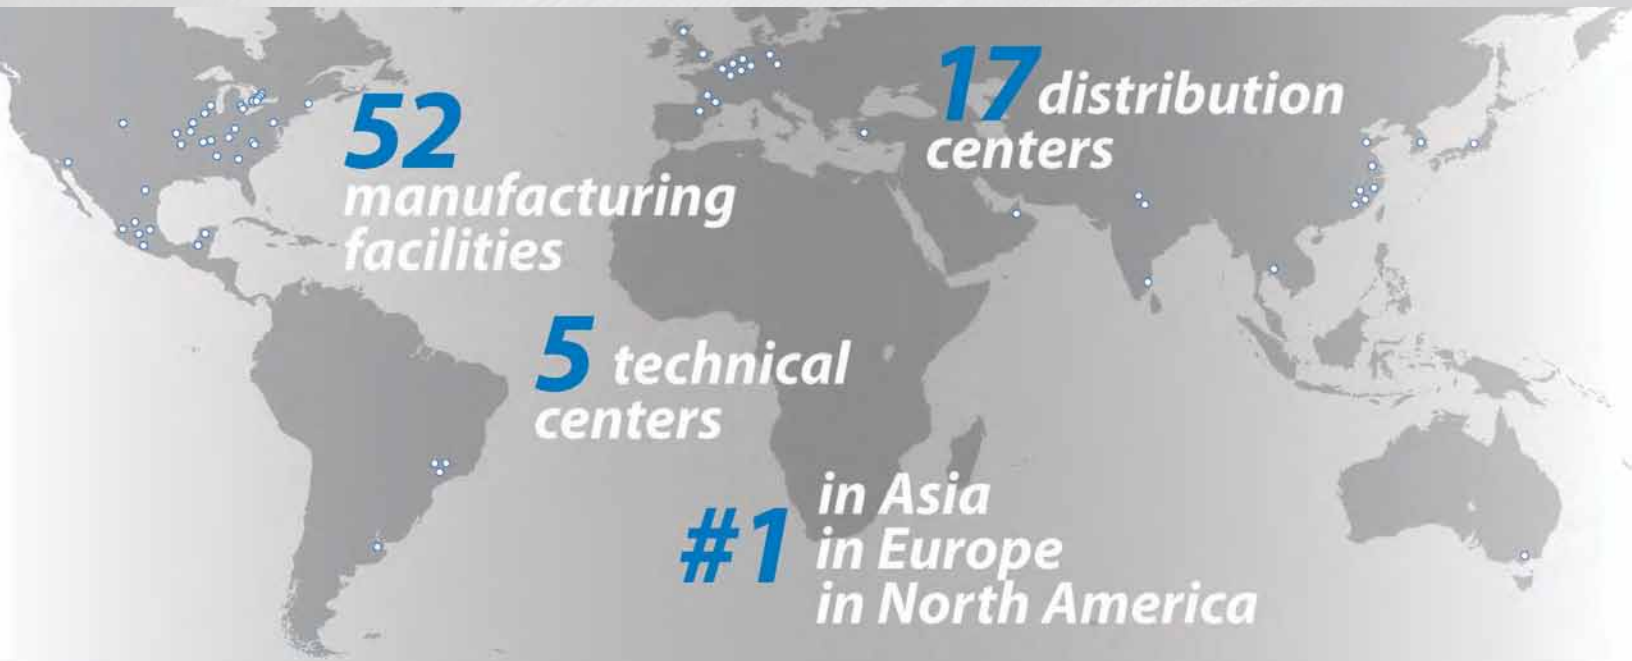 52
manufacturing
facilities
17 distribution
centers
5 technical
centers
#1 in Asia
in Europe
in North America